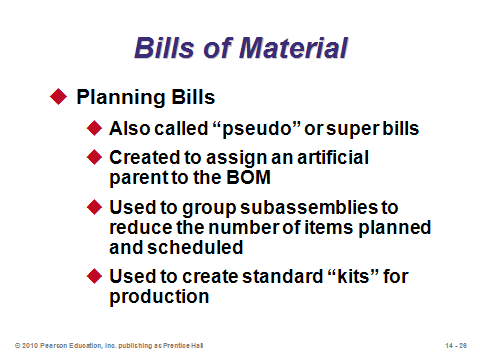 Bills of Material
Planning Bills
Also called “pseudo” or super bills
Created to assign an artificial
parent to the BOM
Used to group subassemblies to
reduce the number of items planned
and scheduled
Used to create standard “kits” for
production
© 2010 Pearson Education, Inc. publishing as Prentice Hall
14 - 28